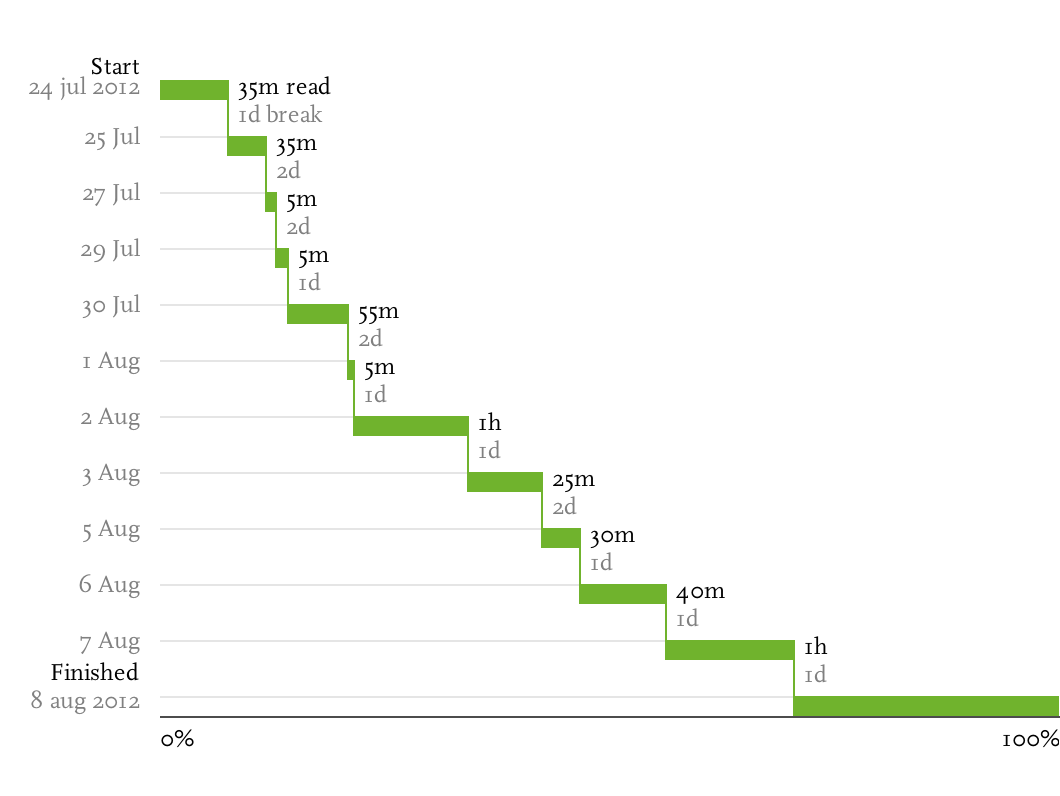 Start
24 jul 2012
35m read
1d break
25 Jul
35m
2d
27 Jul
5m
2d
29 Jul
5m
1d
30 Jul
55m
2d
1 Aug
5m
1d
2 Aug
1h
1d
3 Aug
25m
2d
5 Aug
30m
1d
6 Aug
40m
1d
7 Aug
1h
1d
Finished
8 aug 2012
0%
100%